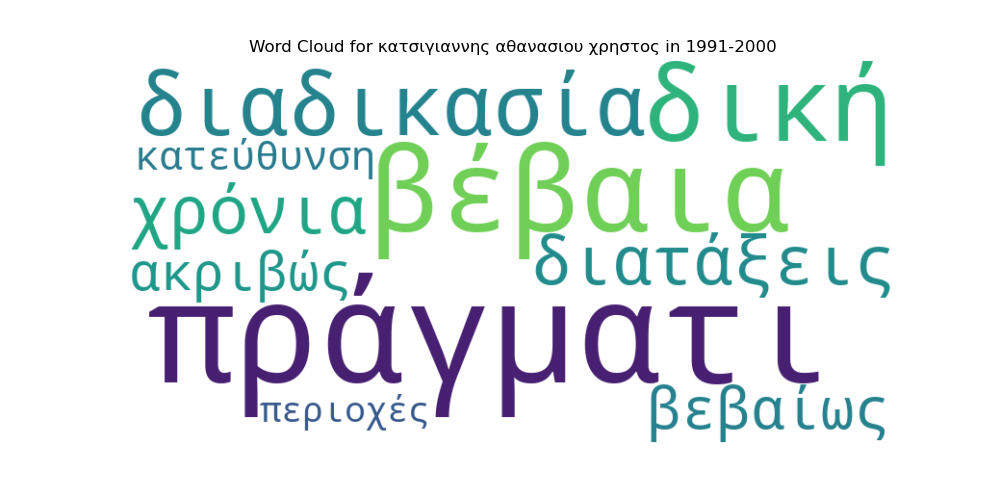 Word Cloud for κατσιγιαννης αθανασιου χρηστος in 1991-2000
διαδικασία δική
κατεύθυνση βέβαια
χρόνια
ακριβώς διατάξεις
πράγματι
περιοχές βεβαίως